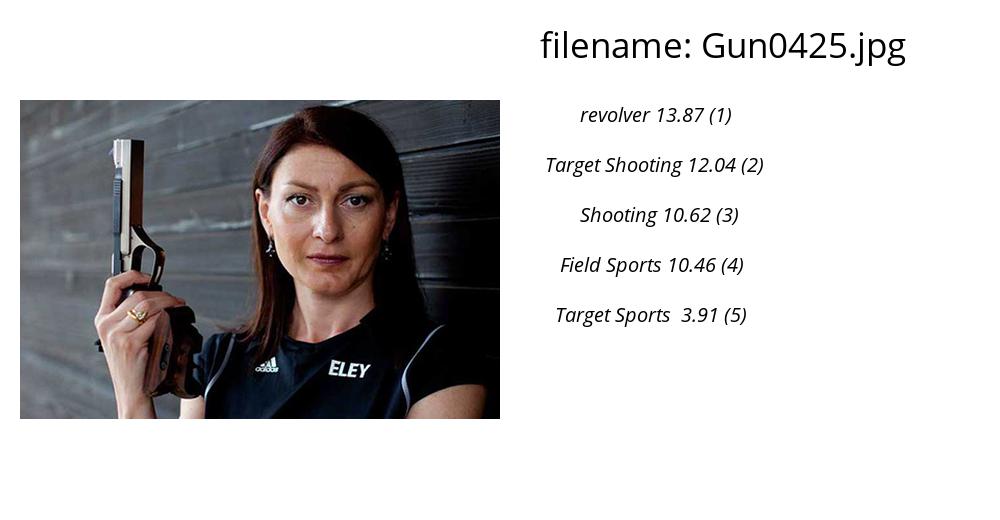 filename: Gun0425.jpg
revolver 13.87 (1)
Target Shooting 12.04 (2)
Shooting 10.62 (3)
Field Sports 10.46 (4)
Target Sports 3.91 (5)
adidas
ELEY